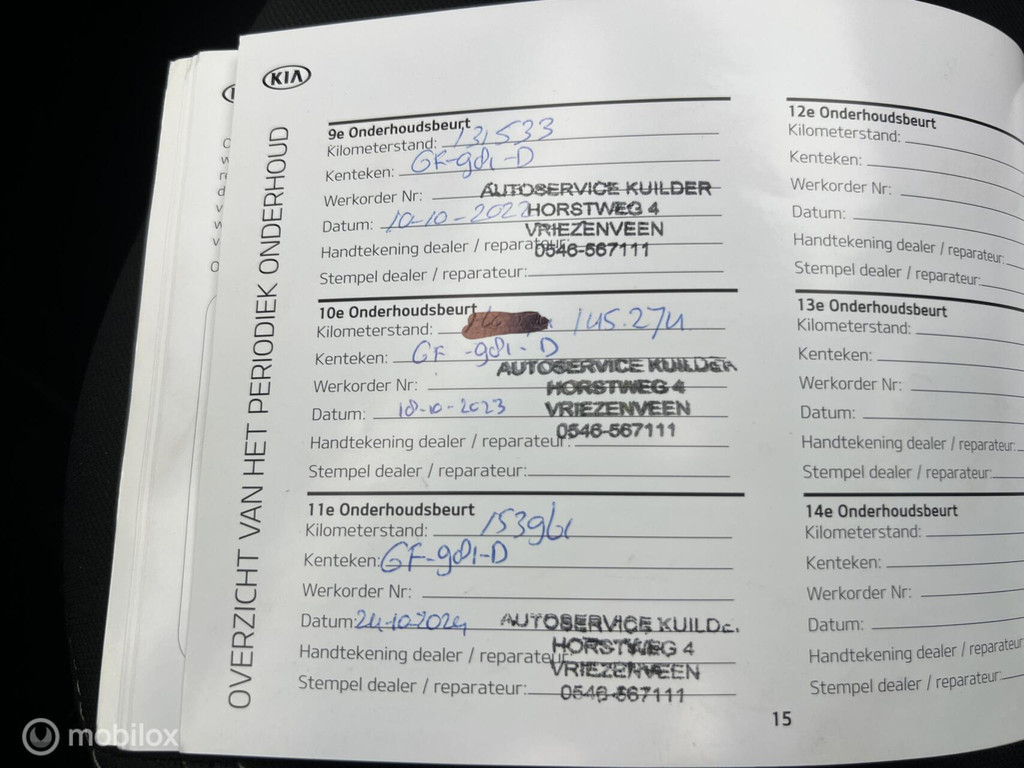 KIA
OVERZICHT VAN HET PERIODIEK ONDERHOUD
9e Onderhoudsbeurt
Kilometerstand: 131533
Kenteken: GF-981-D
Werkorder Nr:
Datum: 10-10-2022
Handtekening dealer / reparateur:
Stempel dealer / reparateur:
AUTOSERVICE KUILDER
HORSTWEG 4
VRIEZENVEEN
0546-567111
10e Onderhoudsbeurt
Kilometerstand: 145.274
Kenteken: GF-981-D
Werkorder Nr:
Datum: 18-10-2023
Handtekening dealer / reparateur:
Stempel dealer / reparateur:
AUTOSERVICE KUILDER
HORSTWEG 4
VRIEZENVEEN
0546-567111
11e Onderhoudsbeurt
Kilometerstand: 153961
Kenteken: GF-981-D
Werkorder Nr:
Datum: 24-10-2024
Handtekening dealer / reparateur:
Stempel dealer / reparateur:
AUTOSERVICE KUILDE.
HORSTWEG 4
VRIEZENVEEN
0546-567111
12e Onderhoudsbeurt
Kilometerstand:
Kenteken:
Werkorder Nr:
Datum:
Handtekening dealer / reparateur:
Stempel dealer / reparateur:
13e Onderhoudsbeurt
Kilometerstand:
Kenteken:
Werkorder Nr:
Datum:
Handtekening dealer / reparateur:
Stempel dealer / reparateur:
14e Onderhoudsbeurt
Kilometerstand:
Kenteken:
Werkorder Nr:
Datum:
Handtekening dealer / reparateur
Stempel dealer / reparateur:
15
mobilox